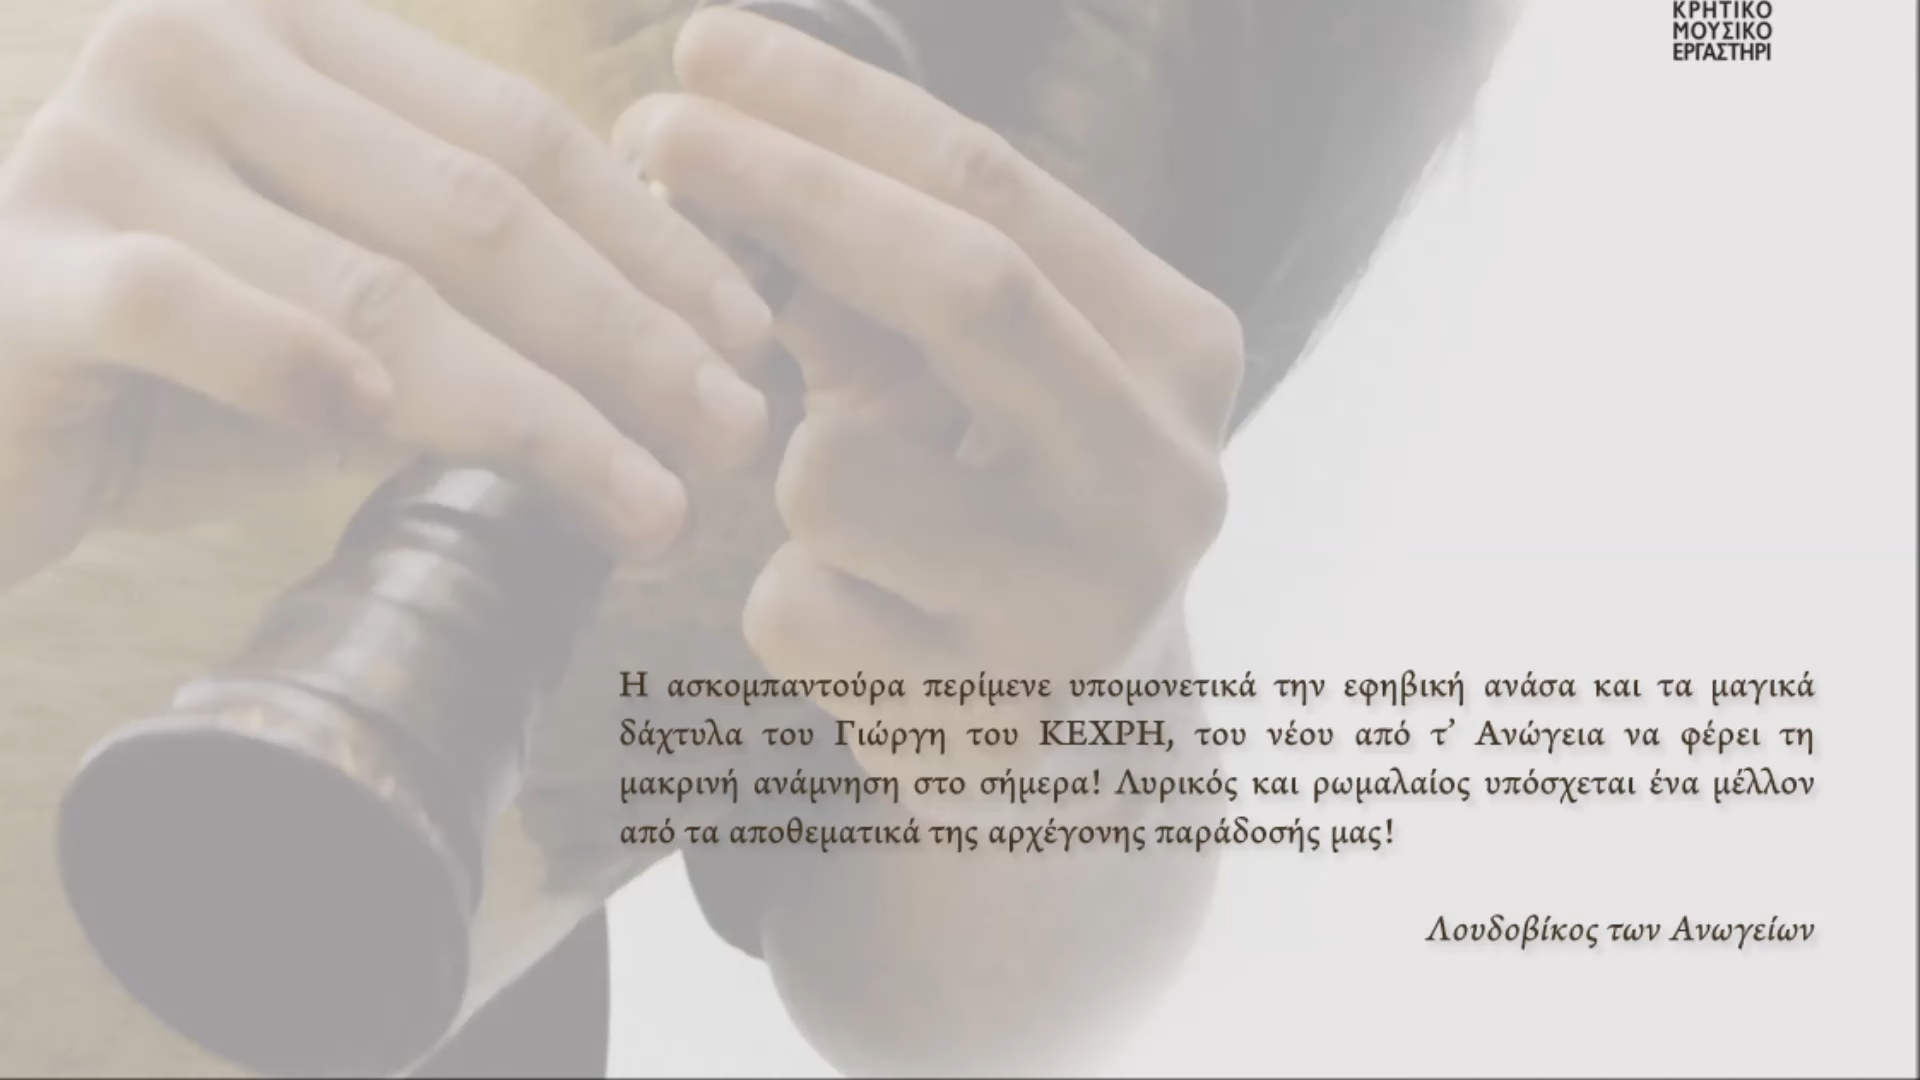 ΚΡΗΤΙΚΟ
ΜΟΥΣΙΚΟ
ΕΡΓΑΣΤΗΡΙ
Η ασκομπαντούρα περίμενε υπομονετικά την εφηβική ανάσα και τα μαγικά
δάχτυλα του Γιώργη του ΚΕΧΡΗ, του νέου από τ’ Ανώγεια να φέρει τη
μακρινή ανάμνηση στο σήμερα! Λυρικός και ρωμαλαίος υπόσχεται ένα μέλλον
από τα αποθεματικά της αρχέγονης παράδοσής μας!
Λουδοβίκος των Ανωγείων